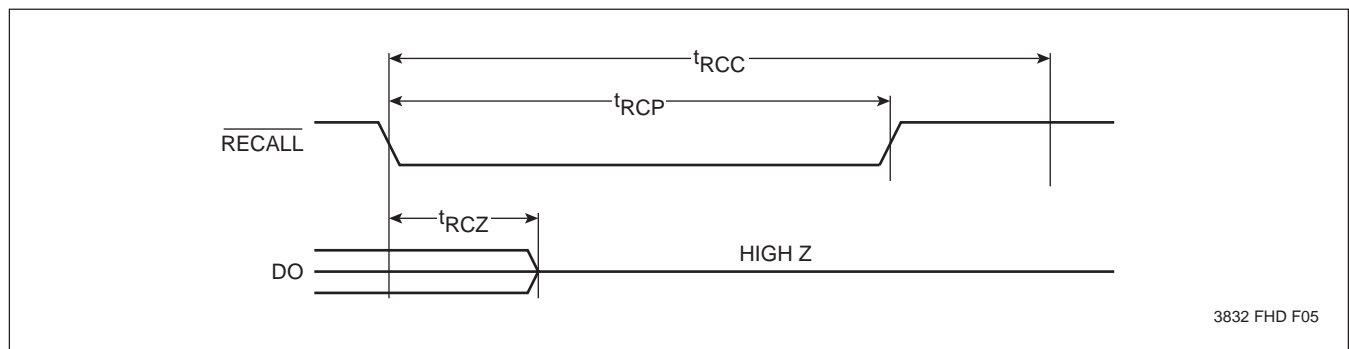 tRCC
tRCP
RECALL
tRCZ
HIGH Z
DO
3832 FHD F05